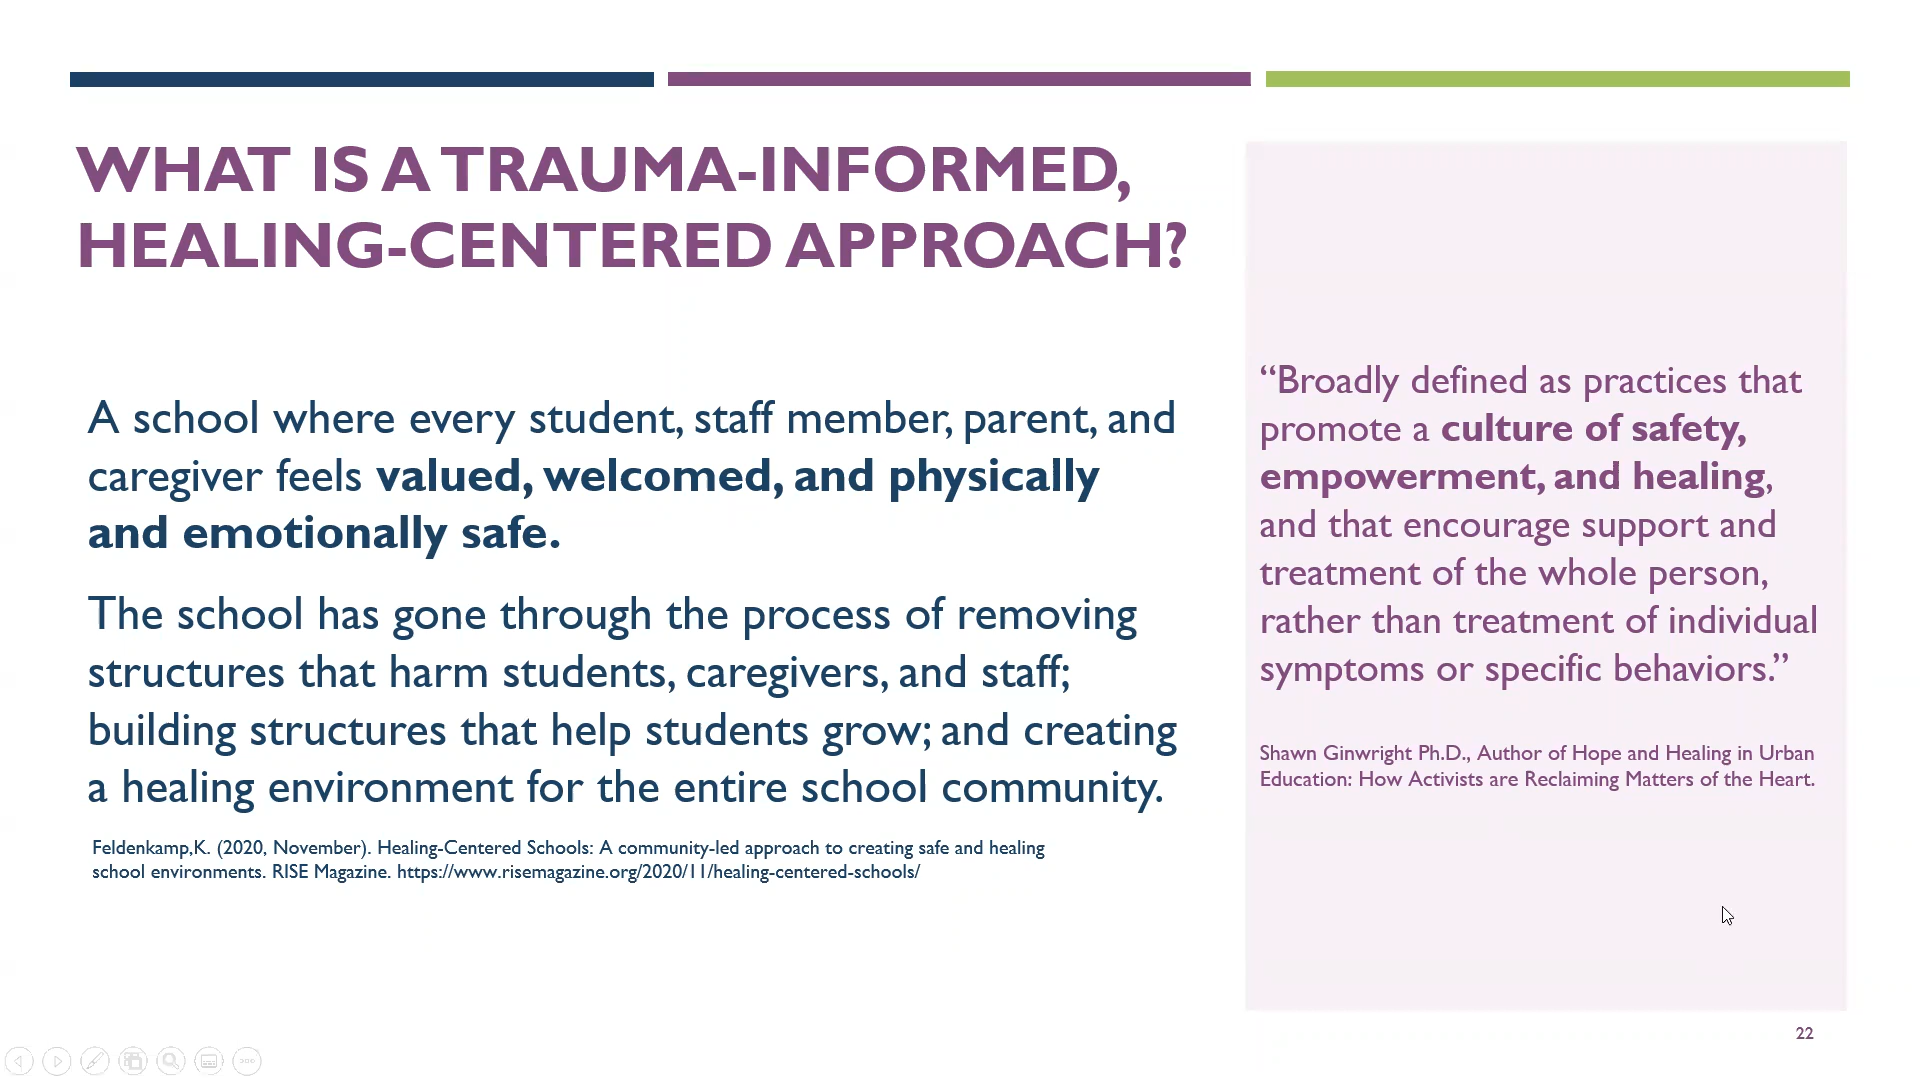 WHAT IS A TRAUMA-INFORMED,
HEALING-CENTERED APPROACH?
A school where every student, staff member, parent, and
caregiver feels valued, welcomed, and physically
and emotionally safe.
The school has gone through the process of removing
structures that harm students, caregivers, and staff;
building structures that help students grow; and creating
a healing environment for the entire school community.
Feldenkamp,K. (2020, November). Healing-Centered Schools: A community-led approach to creating safe and healing
school environments. RISE Magazine. https://www.risemagazine.org/2020/11/healing-centered-schools/
“Broadly defined as practices that
promote a culture of safety,
empowerment, and healing,
and that encourage support and
treatment of the whole person,
rather than treatment of individual
symptoms or specific behaviors.”
Shawn Ginwright Ph.D., Author of Hope and Healing in Urban
Education: How Activists are Reclaiming Matters of the Heart.
22